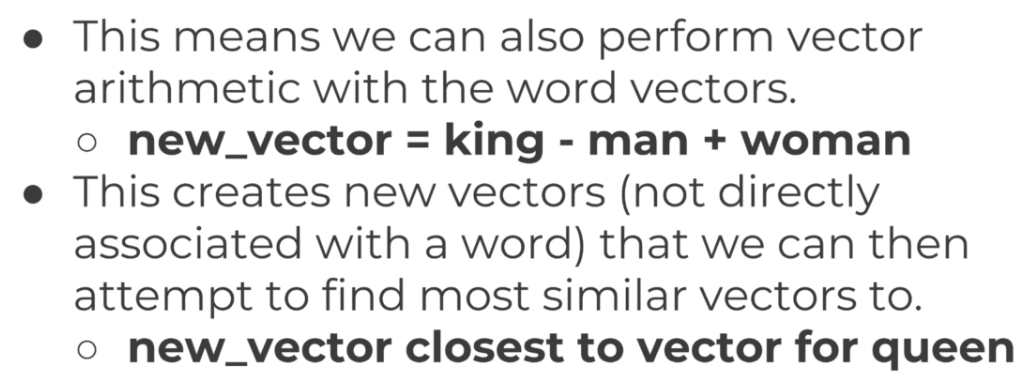 ● This means we can also perform vector
arithmetic with the word vectors.
○ new_vector = king - man + woman
● This creates new vectors (not directly
associated with a word) that we can then
attempt to find most similar vectors to.
○ new_vector closest to vector for queen